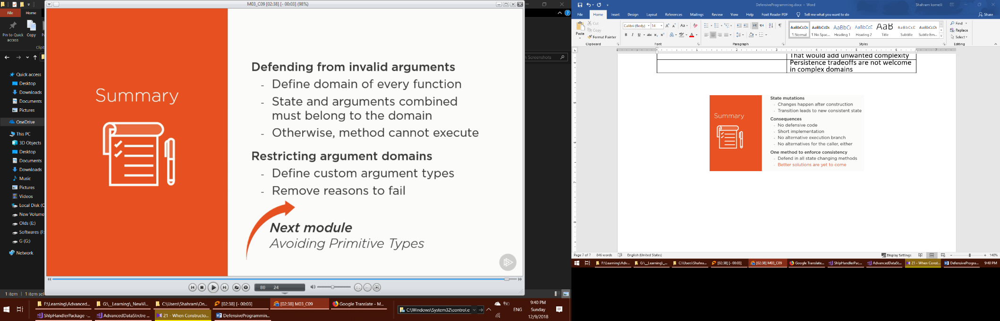 M03_C09 [02:38] [- 00:03] (98%)
File
Home
Pin to Quick
access
Copy
Quick access
Desktop
Downloads
Documents
Pictures
OneDrive
This PC
3D Objects
Desktop
Documents
Downloads
Music
Pictures
Videos
Local Disk (C
New Volume
Olds (E:)
Softwares (F:
G (G:)
Network
1 item
1 item sel
Summary
Defending from invalid arguments
- Define domain of every function
- State and arguments combined
must belong to the domain
- Otherwise, method cannot execute
Restricting argument domains
- Define custom argument types
- Remove reasons to fail
Next module
Avoiding Primitive Types
80 24
Screenshots
F:\Learning\Advanced...
G:\_Learning\_NewVi...
C:\Users\Shahram\On...
[02:38] [- 00:03]
[02:38] M03_C09
Google Translate - M...
ShlpHandlerPackage -...
AdvancedDataStrctre ...
21 - When Constructo...
DefensiveProgrammin...
C:\Windows\System32\control.e
ENG
9:40 PM
Sunday
12/9/2018
DefensiveProgramming.docx - Word
Shahram komeili
File Home Insert Design Layout References Mailings Review View Help Foxit Reader PDF Tell me what you want to do
Share
Paste
Cut
Copy
Format Painter
Calibri (Body) 14
Clipboard
Font
Paragraph
AaBbCcDc AaBbCcDc AaBbCc AaBbCcE AaB AaBbCcD AaBbCcDc
¶ Normal ¶ No Spac... Heading 1 Heading 2 Title Subtitle Subtle Em...
Styles
Find
Replace
Select
Editing
That would add unwanted complexity
Persistence tradeoffs are not welcome
in complex domains
Summary
State mutations
- Changes happen after construction
- Transition leads to new consistent state
Consequences
- No defensive code
- Short implementation
- No alternative execution branch
- No alternatives for the caller, either
One method to enforce consistency
- Defend in all state changing methods
- Better solutions are yet to come
Page 7 of 7 846 words English (United States)
Display Settings
140%
F:\Learning\Adv...
G:\_Learning\_...
C:\Users\Shahra...
[02:38] [- 00:03]
[02:38] M03_C09
Google Translate...
ShlpHandlerPac...
AdvancedDataSt...
21 - When Const...
DefensiveProgra...
9:40 PM